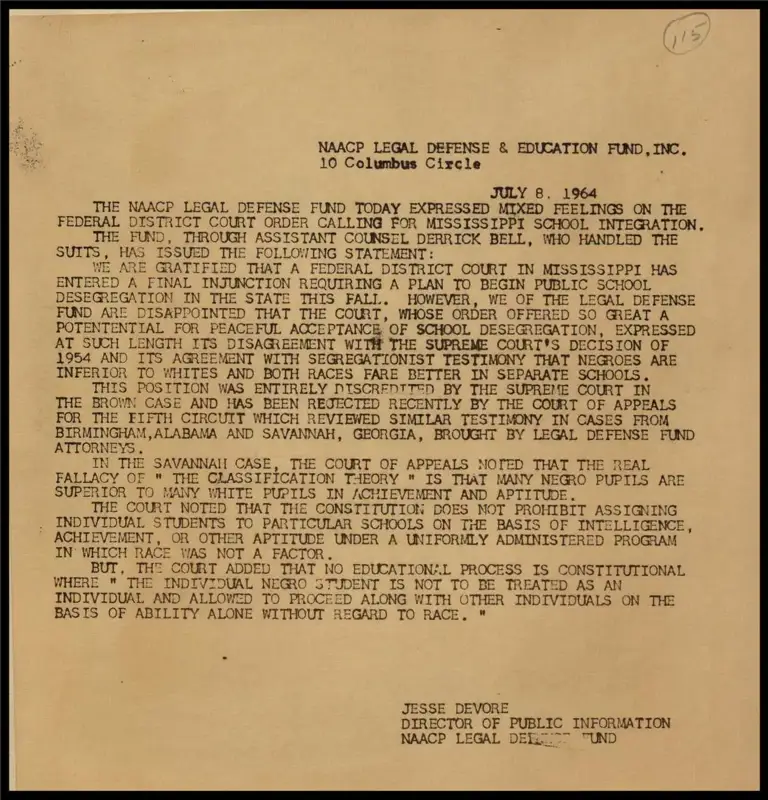 115
NAACP LEGAL DEFENSE & EDUCATION FUND,INC.
10 Columbus Circle
JULY 8, 1964
THE NAACP LEGAL DEFENSE FUND TODAY EXPRESSED MIXED FEELINGS ON THE
FEDERAL DISTRICT COURT ORDER CALLING FOR MISSISSIPPI SCHOOL INTEGRATION.
THE FUND, THROUGH ASSISTANT COUNSEL DERRICK BELL, WHO HANDLED THE
SUITS, HAS ISSUED THE FOLLOWING STATEMENT:
WE ARE GRATIFIED THAT A FEDERAL DISTRICT COURT IN MISSISSIPPI HAS
ENTERED A FINAL INJUNCTION REQUIRING A PLAN TO BEGIN PUBLIC SCHOOL
DESEGREGATION IN THE STATE THIS FALL. HOWEVER, WE OF THE LEGAL DEFENSE
FUND ARE DISAPPOINTED THAT THE COURT, WHOSE ORDER OFFERED SO GREAT A
POTENTENTIAL FOR PEACEFUL ACCEPTANCE OF SCHOOL DESEGREGATION, EXPRESSED
AT SUCH LENGTH ITS DISAGREEMENT WITH THE SUPREME COURT'S DECISION OF
1954 AND ITS AGREEMENT WITH SEGREGATIONIST TESTIMONY THAT NEGROES ARE
INFERIOR TO WHITES AND BOTH RACES FARE BETTER IN SEPARATE SCHOOLS.
THIS POSITION WAS ENTIRELY DISCREDITED BY THE SUPREME COURT IN
THE BROWN CASE AND HAS BEEN REJECTED RECENTLY BY THE COURT OF APPEALS
FOR THE FIFTH CIRCUIT WHICH REVIEWED SIMILAR TESTIMONY IN CASES FROM
BIRMINGHAM,ALABAMA AND SAVANNAH, GEORGIA, BROUGHT BY LEGAL DEFENSE FUND
ATTORNEYS.
IN THE SAVANNAH CASE, THE COURT OF APPEALS NOTED THAT THE REAL
FALLACY OF " THE CLASSIFICATION THEORY " IS THAT MANY NEGRO PUPILS ARE
SUPERIOR TO MANY WHITE PUPILS IN ACHIEVEMENT AND APTITUDE.
THE COURT NOTED THAT THE CONSTITUTION DOES NOT PROHIBIT ASSIGNING
INDIVIDUAL STUDENTS TO PARTICULAR SCHOOLS ON THE BASIS OF INTELLIGENCE,
ACHIEVEMENT, OR OTHER APTITUDE UNDER A UNIFORMLY ADMINISTERED PROGRAM
IN WHICH RACE WAS NOT A FACTOR.
BUT, THE COURT ADDED THAT NO EDUCATIONAL PROCESS IS CONSTITUTIONAL
WHERE " THE INDIVIDUAL NEGRO STUDENT IS NOT TO BE TREATED AS AN
INDIVIDUAL AND ALLOWED TO PROCEED ALONG WITH OTHER INDIVIDUALS ON THE
BASIS OF ABILITY ALONE WITHOUT REGARD TO RACE. "
JESSE DEVORE
DIRECTOR OF PUBLIC INFORMATION
NAACP LEGAL DEFENSE FUND